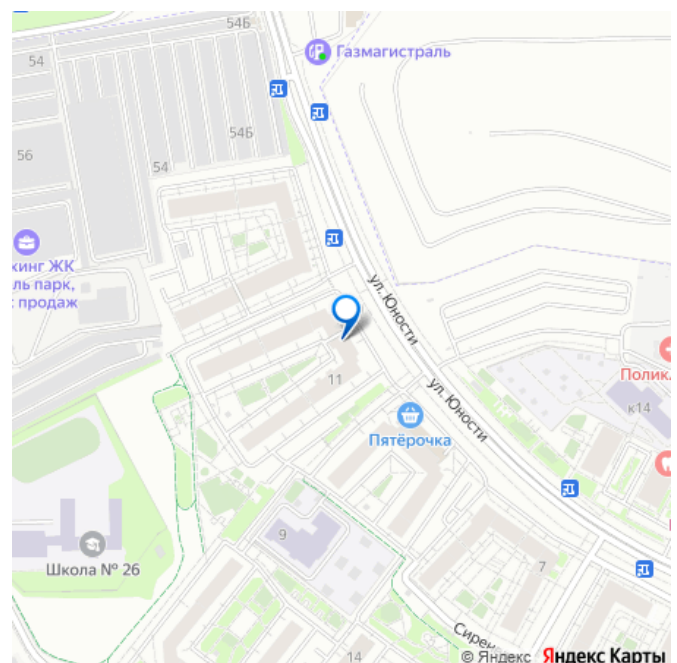 54Б
Газмагистраль
54
54Б
56
54
кинг ЖК
ль парк,
с продаж
ул. Юности
11
Полик
к14
ул. Юности
Пятёрочка
9
Школа № 26
7
Сирен
14
© Яндекс Яндекс Карты